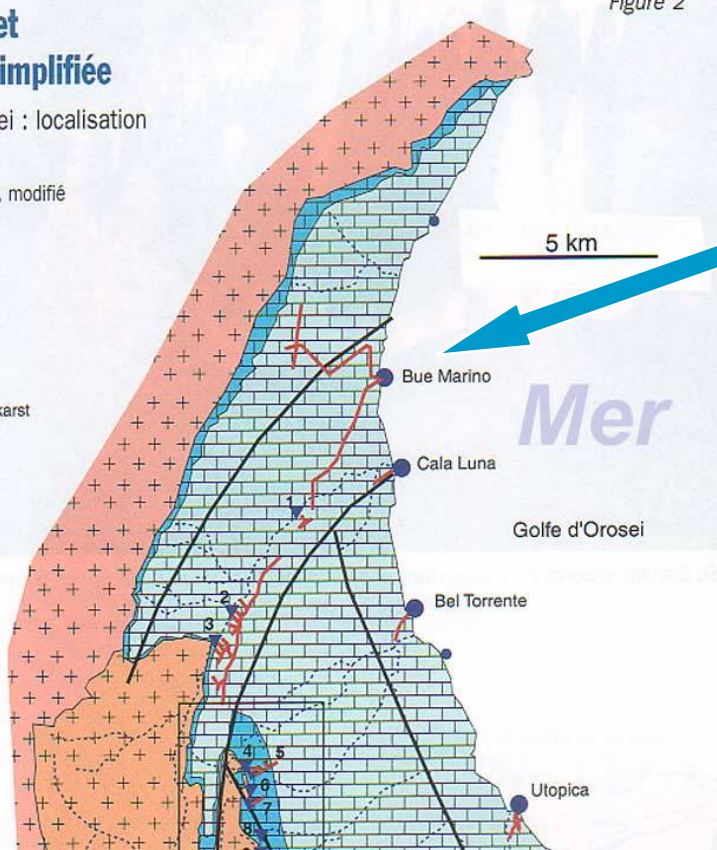 Figure 2
et
implifiée
ei : localisation
, modifié
5 km
karst
Bue Marino
Mer
Cala Luna
1
Golfe d'Orosei
2
Bel Torrente
3
4
5
6
7
8
Utopica